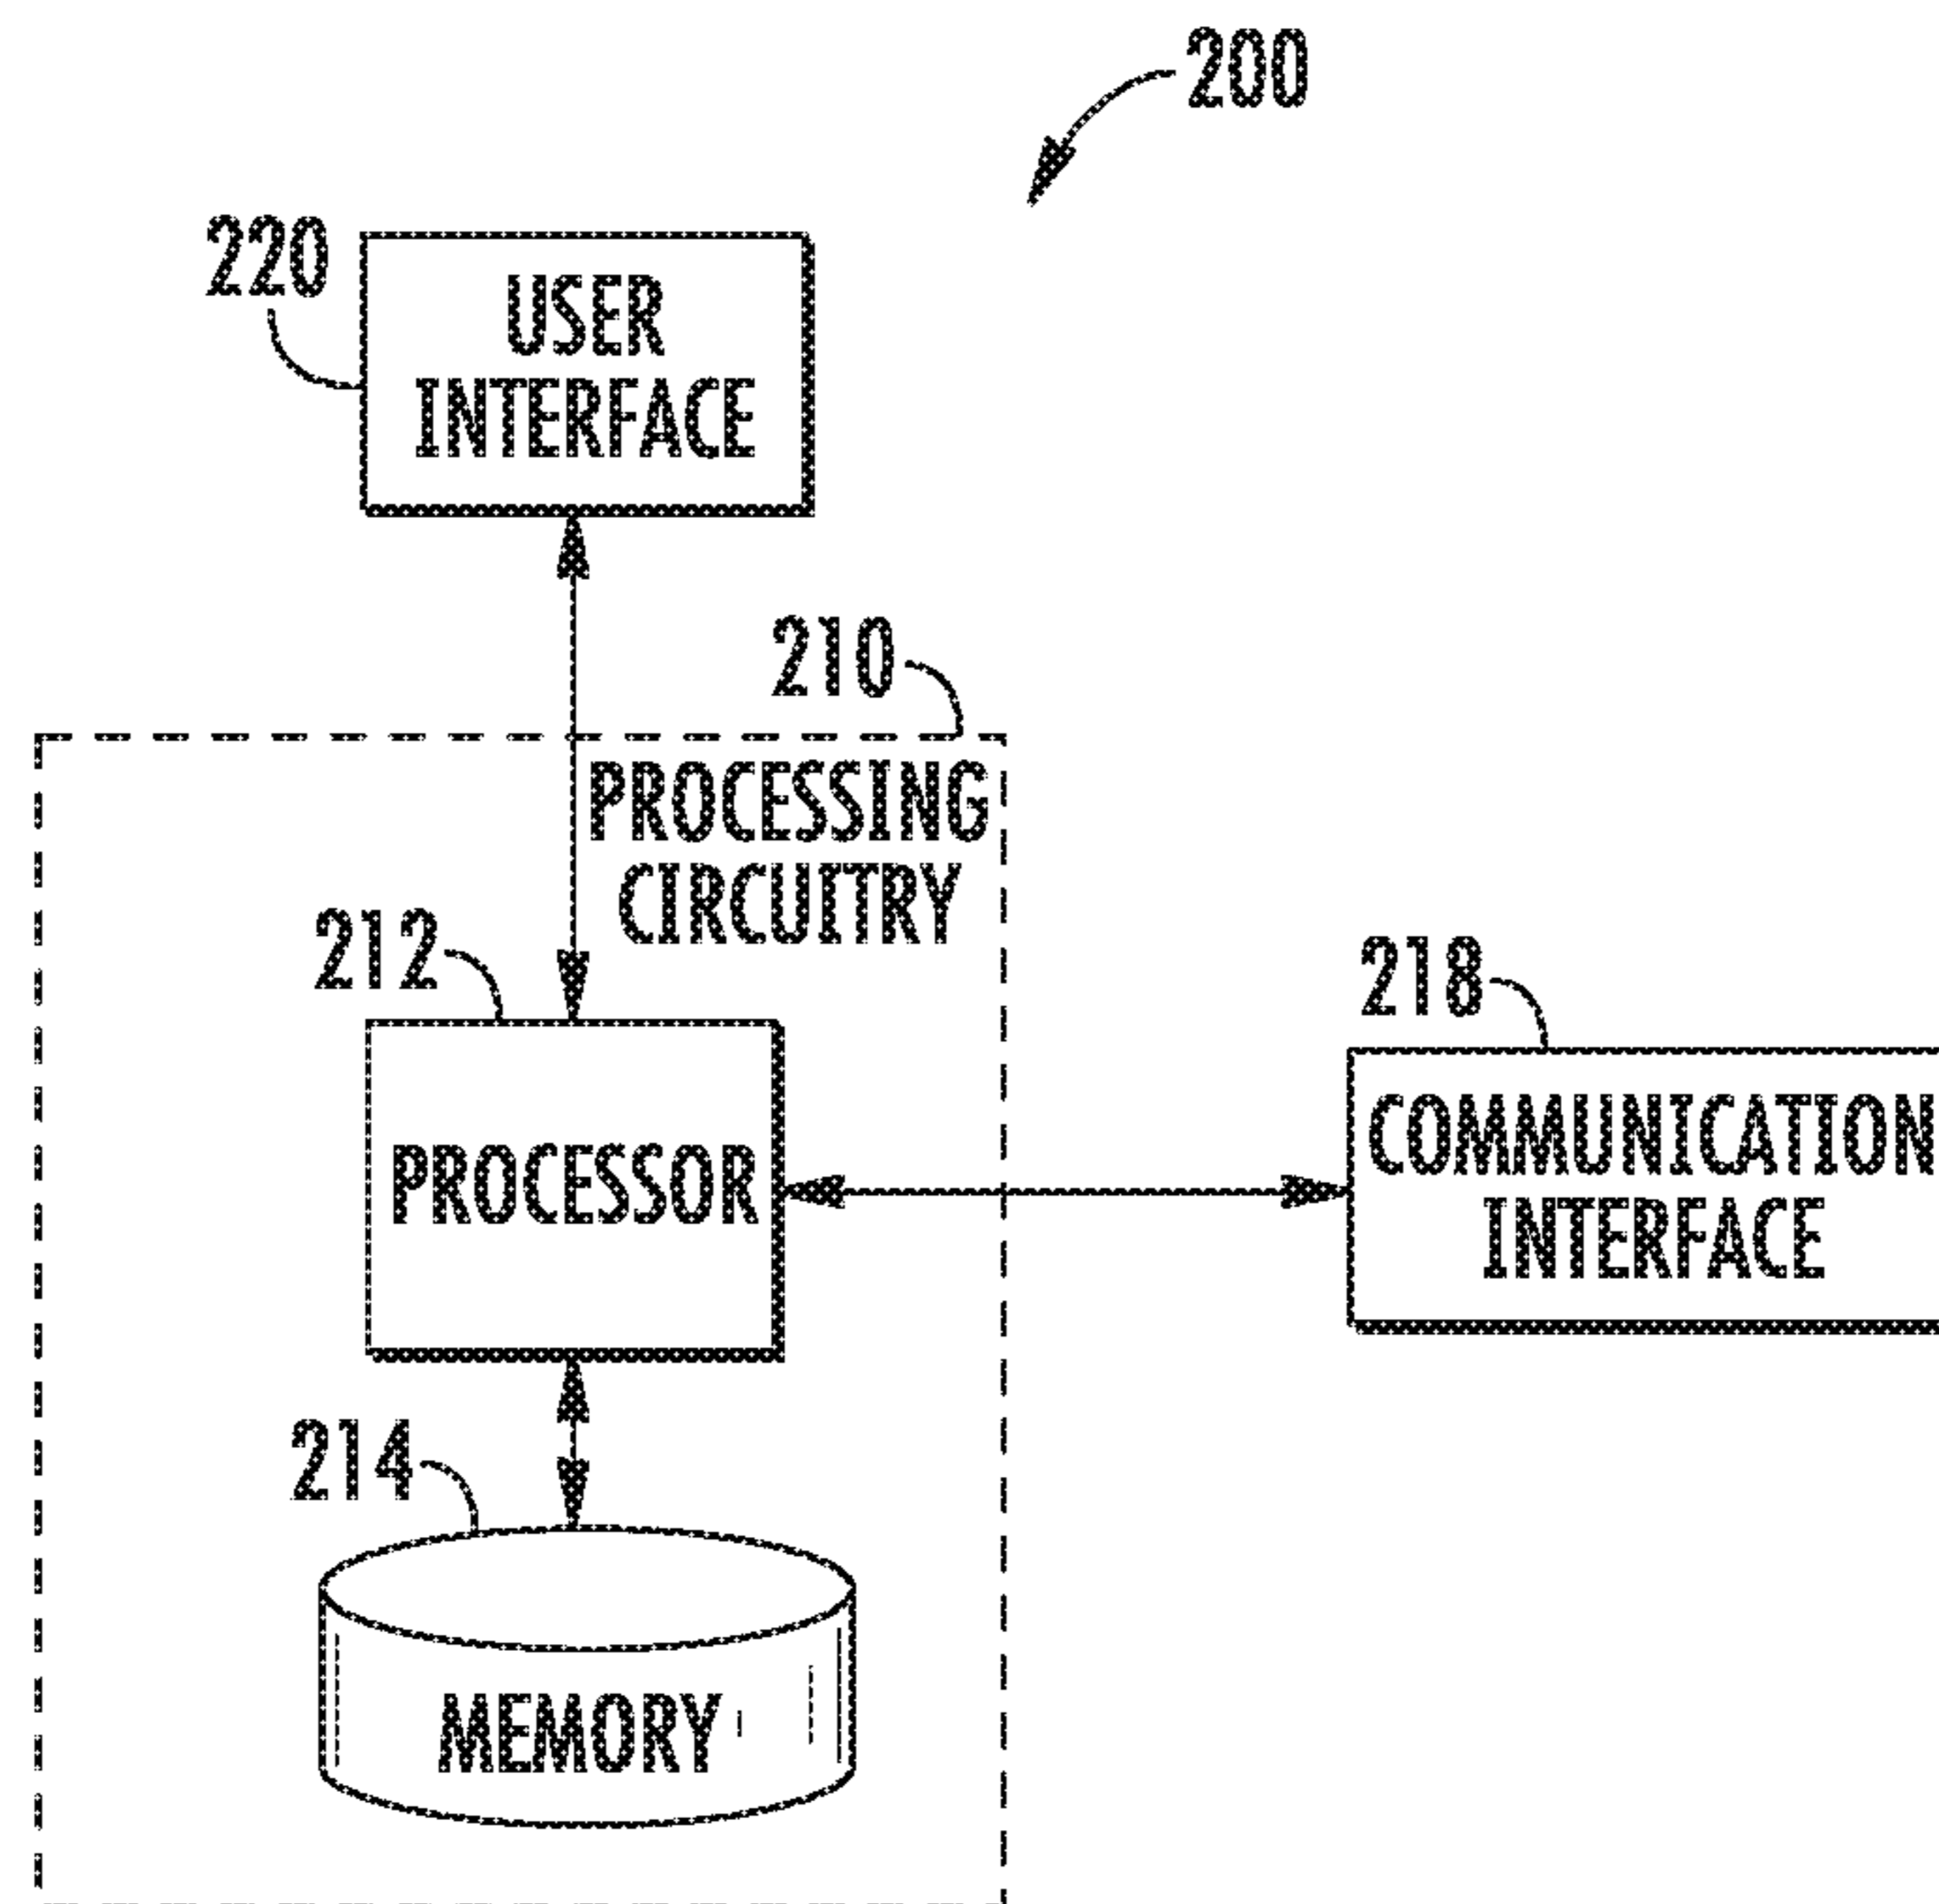 200
220
USER
INTERFACE
210
PROCESSING
CIRCUITRY
212
218
PROCESSOR
COMMUNICATION
INTERFACE
214
MEMORY